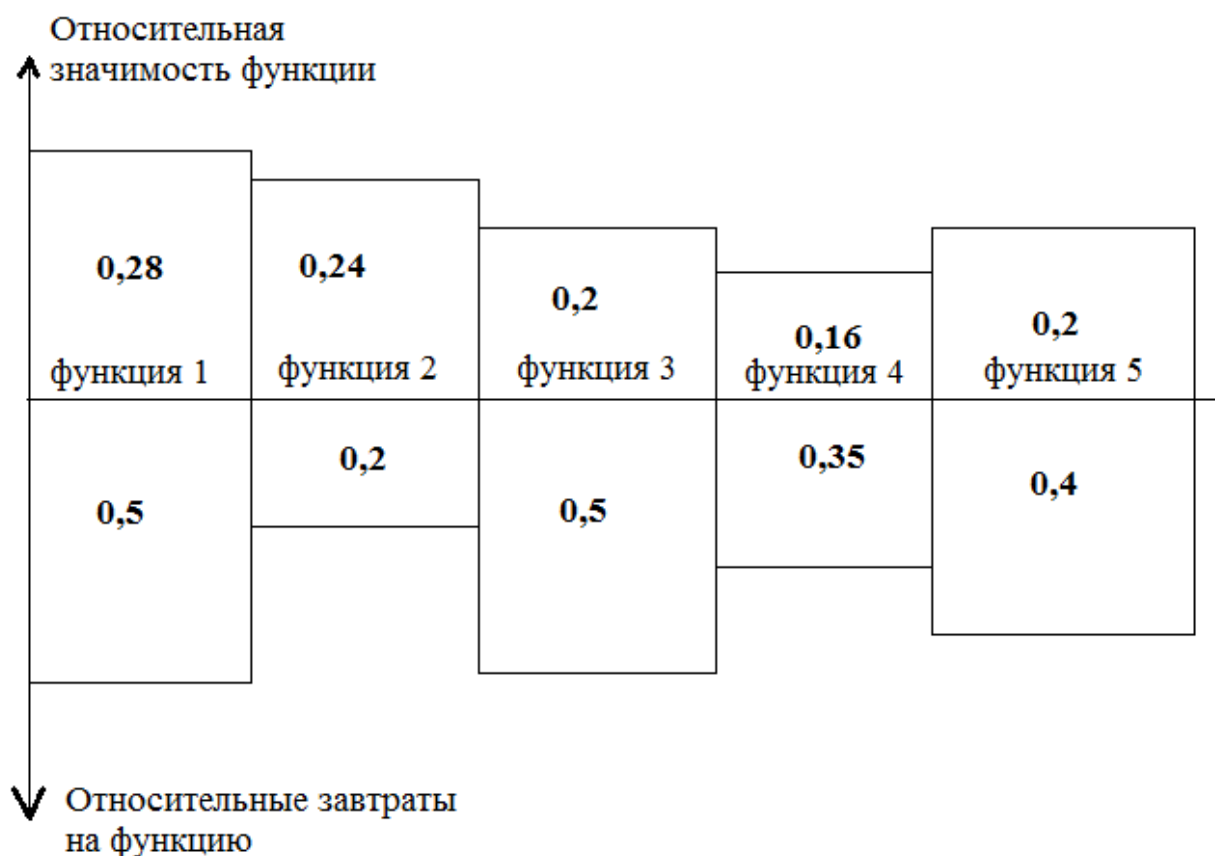 Относительная
значимость функции
0,28
0,24
0,2
0,16
0,2
функция 1
функция 2
функция 3
функция 4
функция 5
0,5
0,2
0,5
0,35
0,4
Относительные завтраты
на функцию